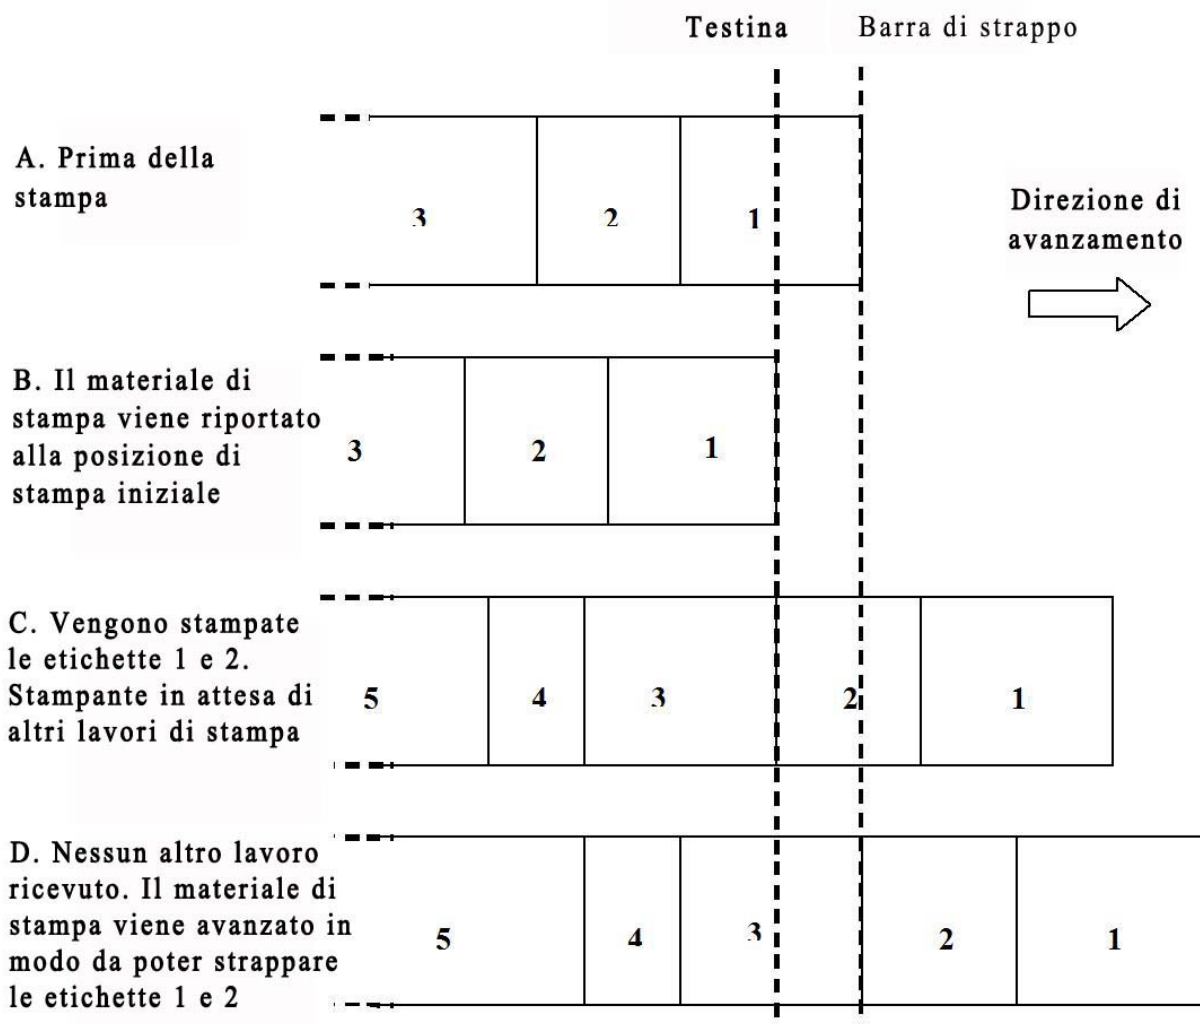 Testina
Barra di strappo
A. Prima della
stampa
3
2
1
Direzione di
avanzamento
B. Il materiale di
stampa viene riportato
alla posizione di
stampa iniziale
3
2
1
C. Vengono stampate
le etichette 1 e 2.
Stampante in attesa di
altri lavori di stampa
5
4
3
2
1
D. Nessun altro lavoro
ricevuto. Il materiale di
stampa viene avanzato in
modo da poter strappare
le etichette 1 e 2
5
4
3
2
1